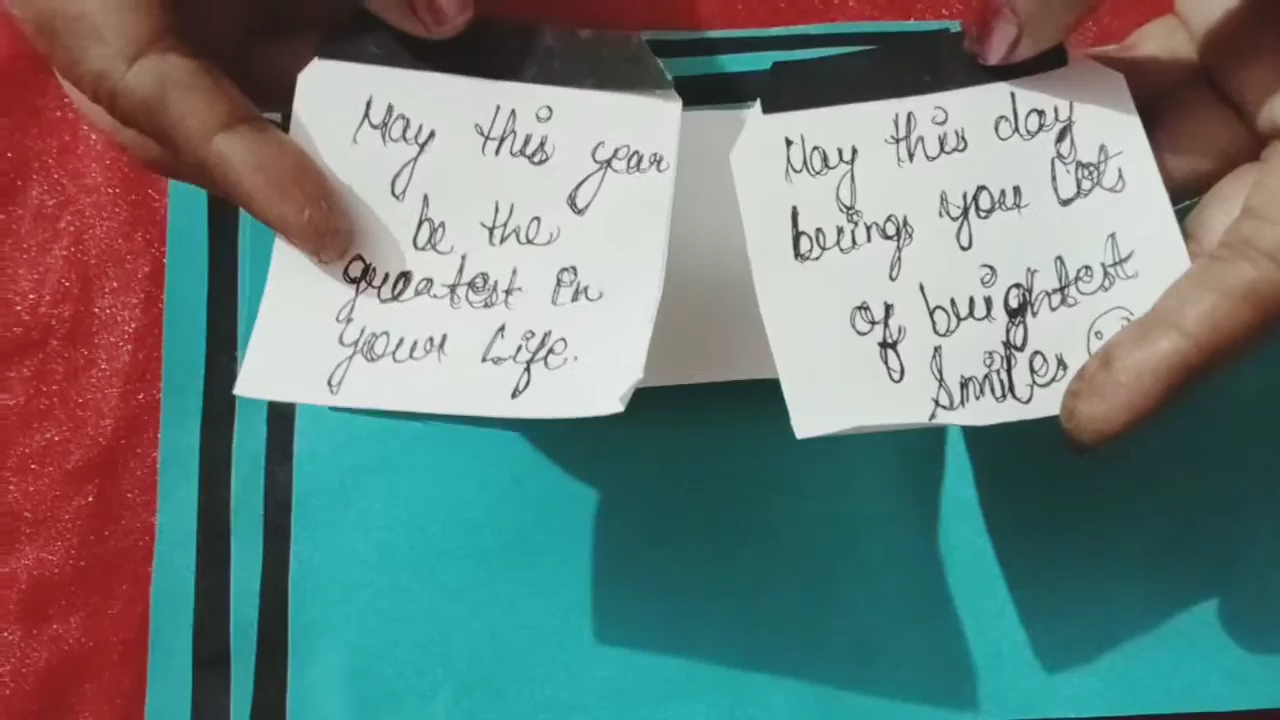 May this year
be the
greatest in
your Life.
May this day
brings you Lots
of brightest
Smiles ☺